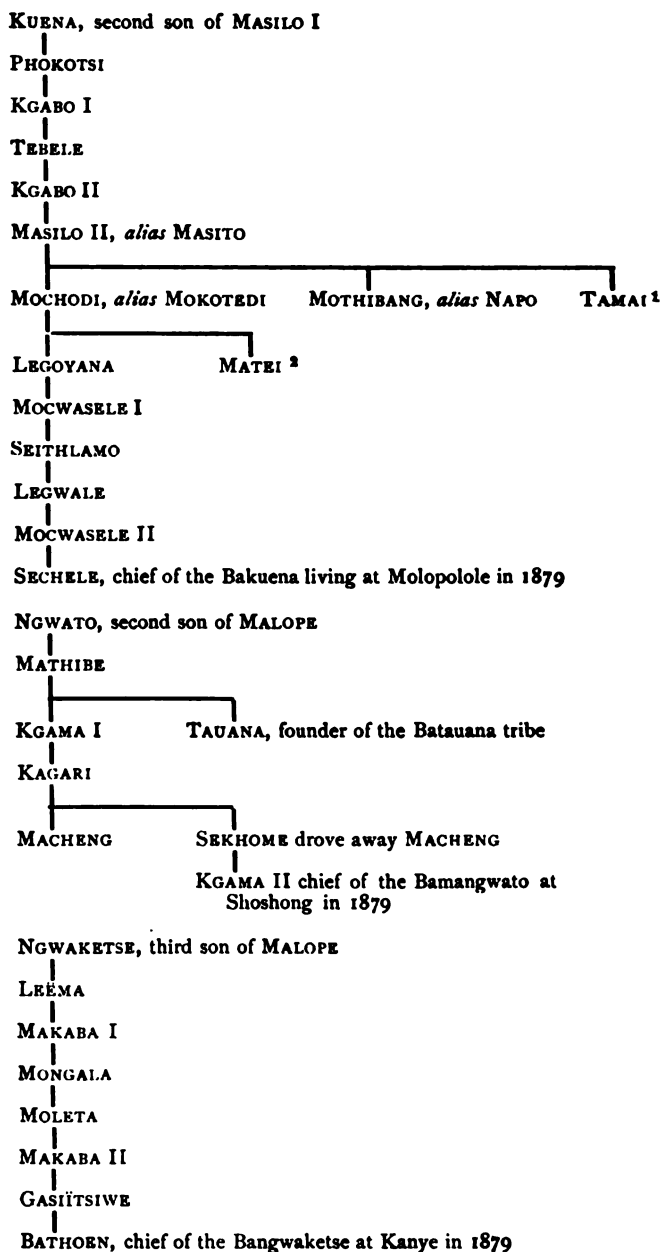 KUENA, second son of MASILO I
PHOKOTSI
KGABO I
TEBELE
KGABO II
MASILO II, alias MASITO
MOCHODI, alias MOKOTEDI MOTHIBANG, alias NAPO TAMAI 1
LEGOYANA MATEI 2
MOCWASELE I
SEITHLAMO
LEGWALE
MOCWASELE II
SECHELE, chief of the Bakuena living at Molopolole in 1879
NGWATO, second son of MALOPE
MATHIBE
KGAMA I TAUANA, founder of the Batauana tribe
KAGARI
MACHENG SEKHOME drove away MACHENG
KGAMA II chief of the Bamangwato at
Shoshong in 1879
NGWAKETSE, third son of MALOPE
LEËMA
MAKABA I
MONGALA
MOLETA
MAKABA II
GASIÏTSIWE
BATHOEN, chief of the Bangwaketse at Kanye in 1879